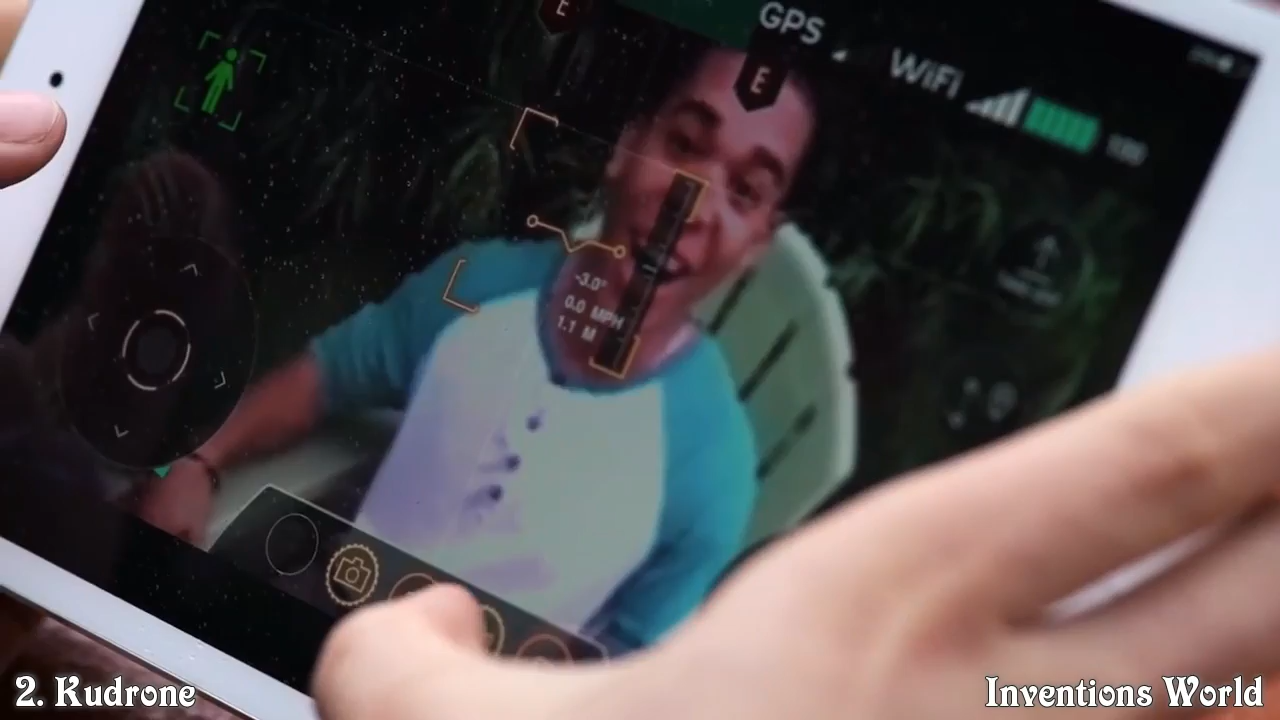 E
GPS
E
WiFi
-3.0°
0.0 MPH
1.1 M
2. Kudrone
Inventions World